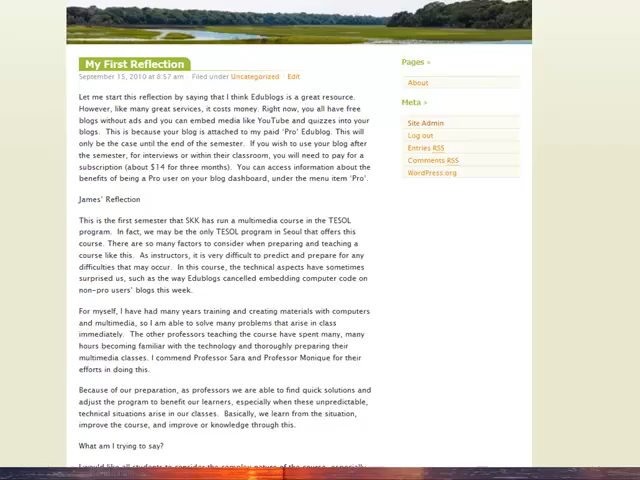 My First Reflection
September 15, 2010 at 8:57 am · Filed under Uncategorized · Edit
Let me start this reflection by saying that I think Edublogs is a great resource.
However, like many great services, it costs money. Right now, you all have free
blogs without ads and you can embed media like YouTube and quizzes into your
blogs. This is because your blog is attached to my paid 'Pro' Edublog. This will
only be the case until the end of the semester. If you wish to use your blog after
the semester, for interviews or within their classroom, you will need to pay for a
subscription (about $14 for three months). You can access information about the
benefits of being a Pro user on your blog dashboard, under the menu item 'Pro'.
James' Reflection
This is the first semester that SKK has run a multimedia course in the TESOL
program. In fact, we may be the only TESOL program in Seoul that offers this
course. There are so many factors to consider when preparing and teaching a
course like this. As instructors, it is very difficult to predict and prepare for any
difficulties that may occur. In this course, the technical aspects have sometimes
surprised us, such as the way Edublogs cancelled embedding computer code on
non-pro users' blogs this week.
For myself, I have had many years training and creating materials with computers
and multimedia, so I am able to solve many problems that arise in class
immediately. The other professors teaching the course have spent many, many
hours becoming familiar with the technology and thoroughly preparing their
multimedia classes. I commend Professor Sara and Professor Monique for their
efforts in doing this.
Because of our preparation, as professors we are able to find quick solutions and
adjust the program to benefit our learners, especially when these unpredictable,
technical situations arise in our classes. Basically, we learn from the situation,
improve the course, and improve or knowledge through this.
What am I trying to say?
I would like all students to consider the complex nature of the course, especially
Pages »
About
Meta »
Site Admin
Log out
Entries RSS
Comments RSS
WordPress.org